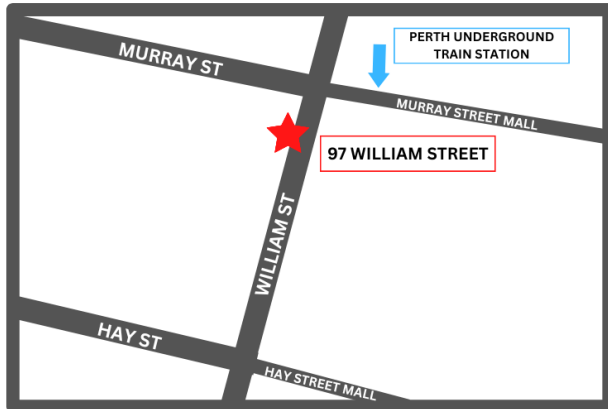 MURRAY ST
PERTH UNDERGROUND
TRAIN STATION
MURRAY STREET MALL
97 WILLIAM STREET
WILLIAM ST
HAY ST
HAY STREET MALL